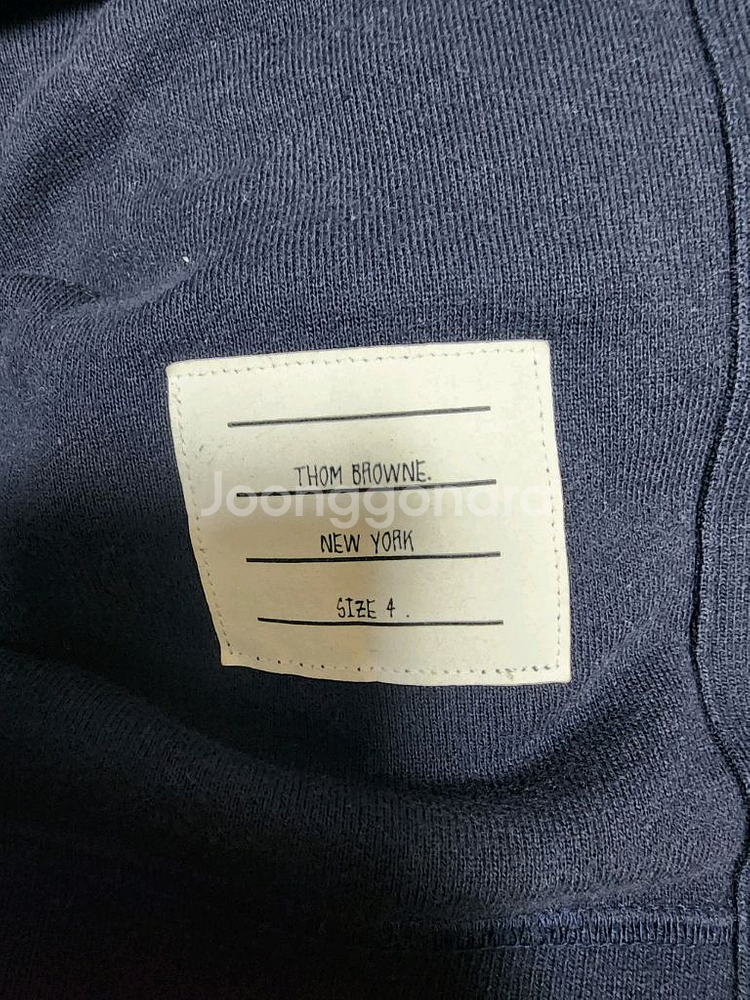 THOM BROWNE.
Joonggonara
NEW YORK
SIZE 4 .